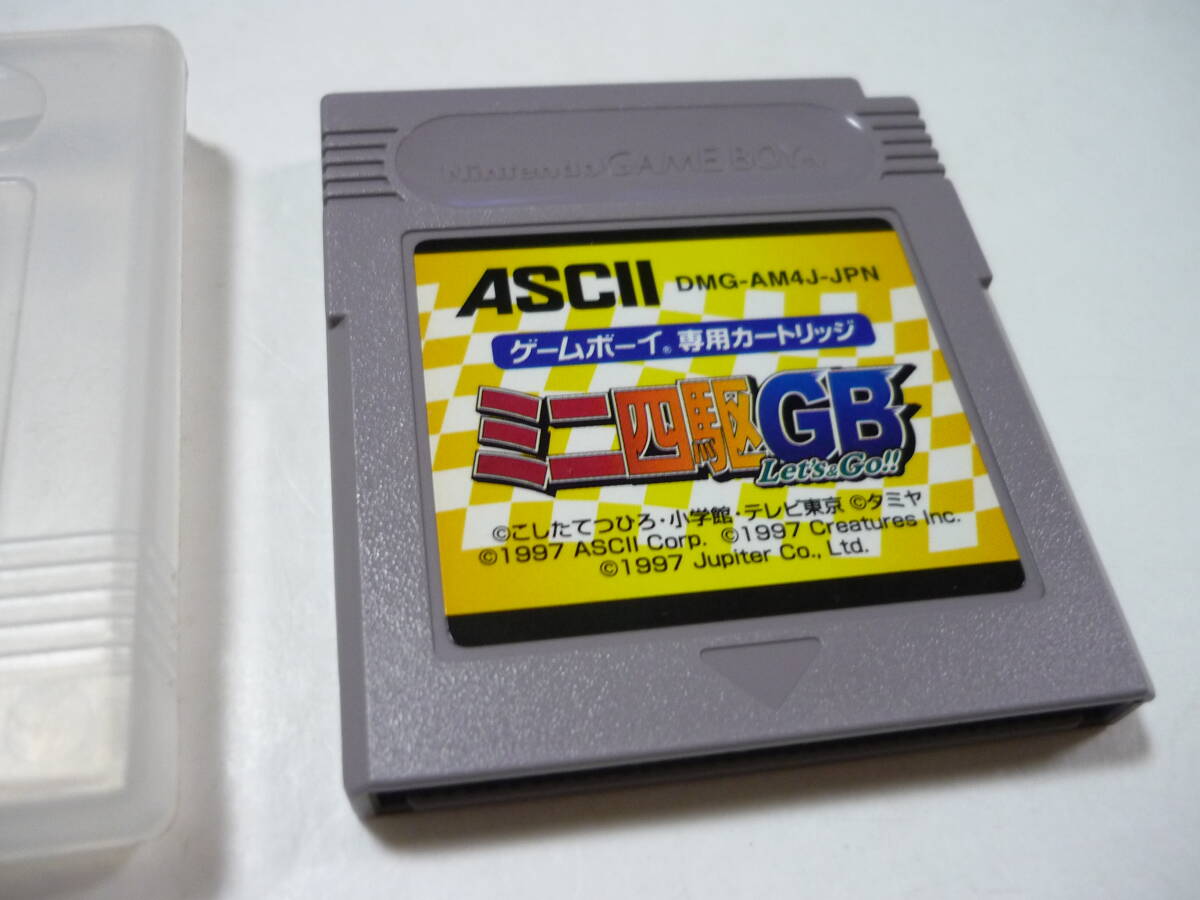 Nintendo GAME BOY™
ASCII DMG-AM4J-JPN
ゲームボーイ® 専用カートリッジ
ミニ四駆GB
Let's&Go!!
©こしたてつひろ・小学館・テレビ東京 ©タミヤ
©1997 ASCII Corp. ©1997 Creatures Inc.
©1997 Jupiter Co., Ltd.